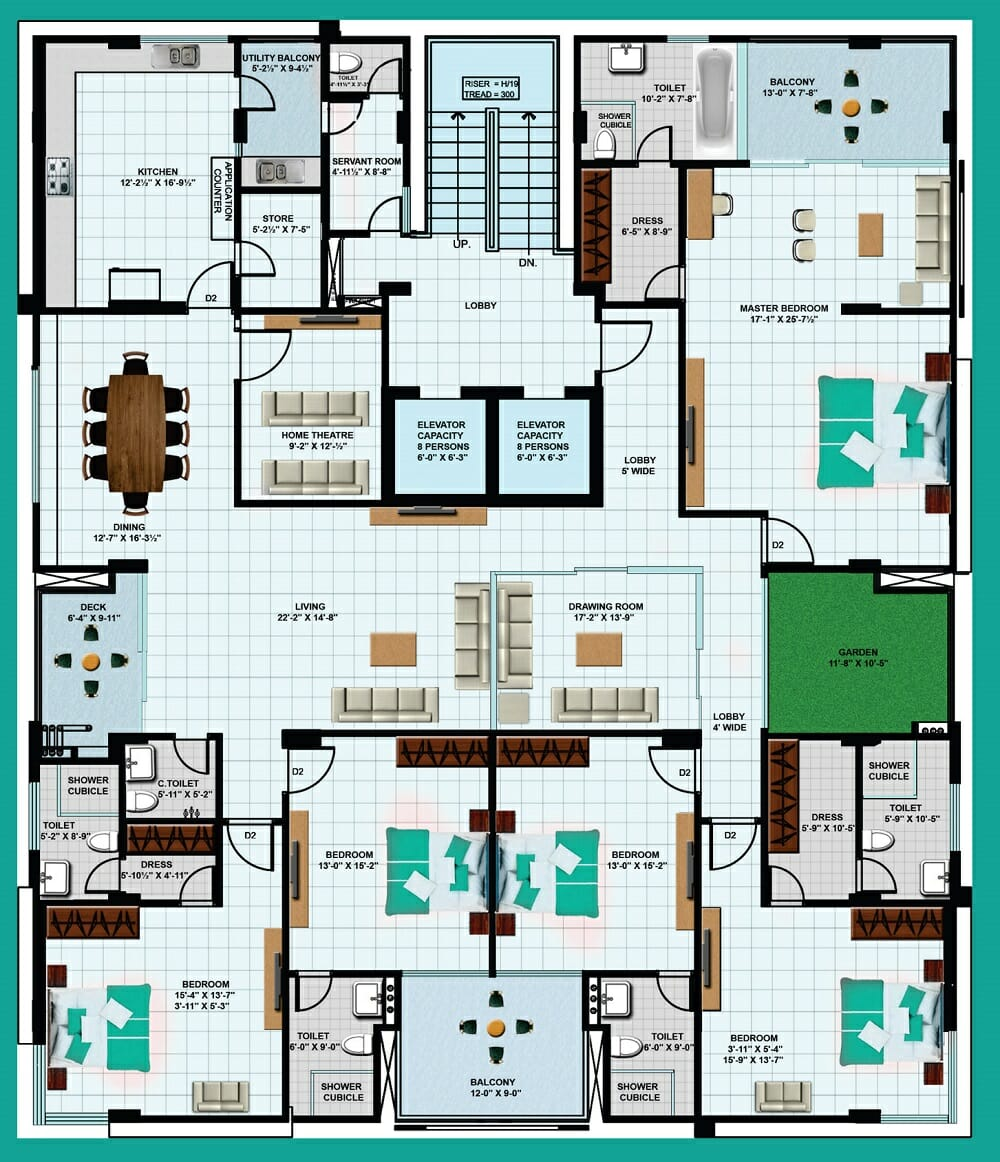 UTILITY BALCONY
5'-2½" X 9'-4½"
TOILET
4'-11½" X 3'-3"
RISER = H/19
TREAD = 300
TOILET
10'-2" X 7'-8"
SHOWER
CUBICLE
BALCONY
13'-0" X 7'-8"
KITCHEN
12'-2½" X 16'-9½"
APPLICATION
COUNTER
SERVANT ROOM
4'-11½" X 8'-8"
STORE
5'-2½" X 7'-5"
DRESS
6'-5" X 8'-9"
UP.
DN.
D2
LOBBY
MASTER BEDROOM
17'-1" X 25'-7½"
HOME THEATRE
9'-2" X 12'-½"
ELEVATOR
CAPACITY
8 PERSONS
6'-0" X 6'-3"
ELEVATOR
CAPACITY
8 PERSONS
6'-0" X 6'-3"
LOBBY
5' WIDE
DINING
12'-7" X 16'-3½"
D2
DECK
6'-4" X 9-11"
LIVING
22'-2" X 14'-8"
DRAWING ROOM
17'-2" X 13'-9"
GARDEN
11'-8" X 10'-5"
LOBBY
4' WIDE
SHOWER
CUBICLE
C.TOILET
5'-11" X 5'-2"
D2
D2
SHOWER
CUBICLE
TOILET
5'-2" X 8'-9"
D2
D2
DRESS
5'-9" X 10'-5"
TOILET
5'-9" X 10'-5"
DRESS
5'-10½" X 4'-11"
BEDROOM
13'-0" X 15'-2"
BEDROOM
13'-0" X 15'-2"
BEDROOM
15'-4" X 13'-7"
3'-11" X 5'-3"
TOILET
6'-0" X 9'-0"
SHOWER
CUBICLE
BALCONY
12'-0" X 9'-0"
TOILET
6'-0" X 9'-0"
SHOWER
CUBICLE
BEDROOM
3'-11" X 5'-4"
15'-9" X 13'-7"